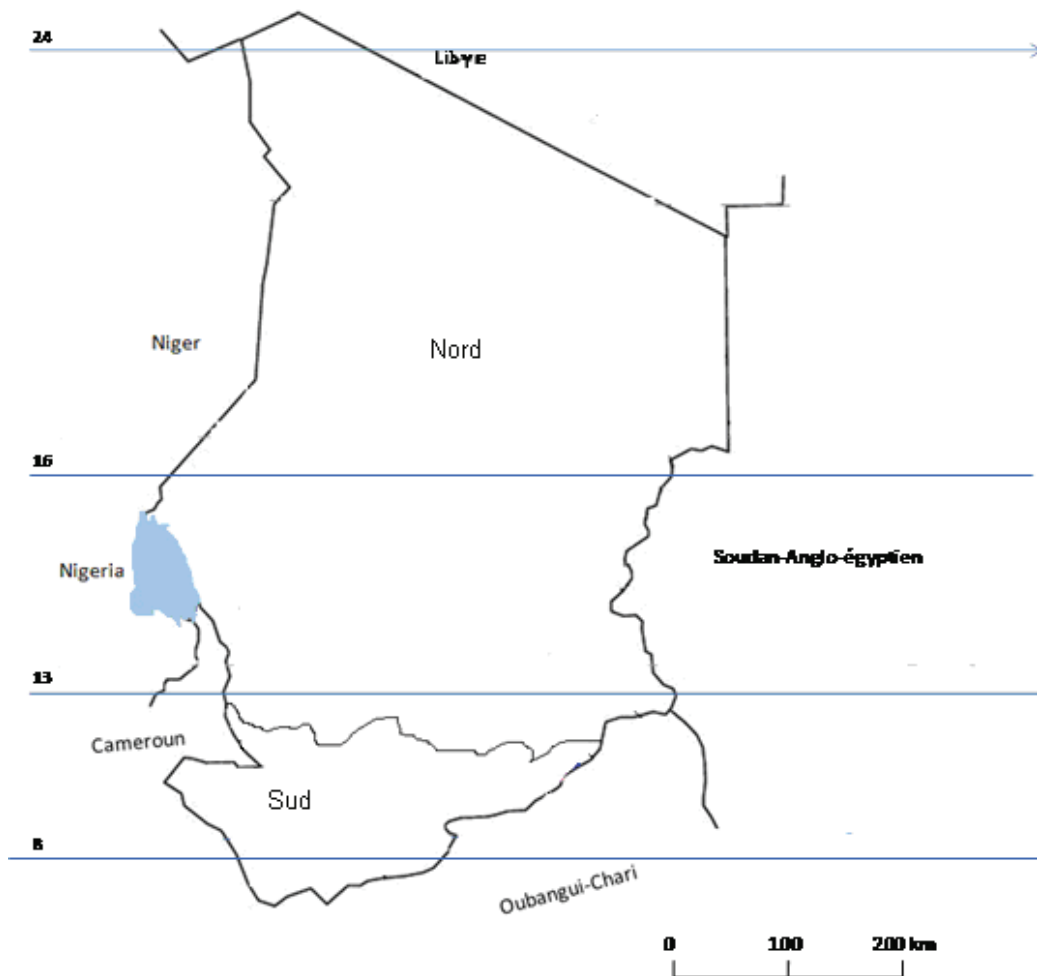 24
Libye
Niger
Nord
16
Nigeria
Soudan-Anglo-égyptien
13
Cameroun
Sud
8
Oubangui-Chari
0 100 200 km